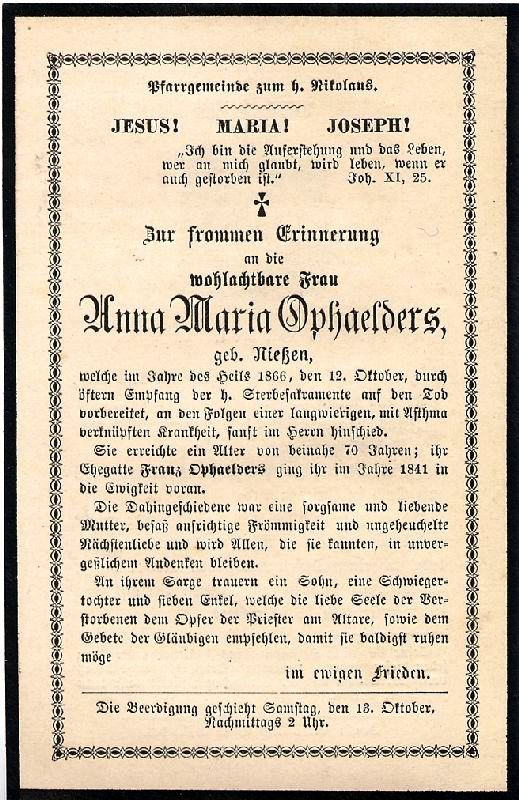 Pfarrgemeinde zum h. Nikolaus.
JESUS! MARIA! JOSEPH!
„Ich bin die Auferstehung und das Leben,
wer an mich glaubt, wird leben, wenn er
auch gestorben ist.“ Joh. XI, 25.
Zur frommen Erinnerung
an die
wohlachtbare Frau
Anna Maria Ophaelders,
geb. Nießen,
welche im Jahre des Heils 1866, den 12. Oktober, durch
öftern Empfang der h. Sterbesakramente auf den Tod
vorbereitet, an den Folgen einer langwierigen, mit Asthma
verknüpften Krankheit, sanft im Herrn hinschied.
Sie erreichte ein Alter von beinahe 70 Jahren; ihr
Ehegatte Franz Ophaelders ging ihr im Jahre 1841 in
die Ewigkeit voran.
Die Dahingeschiedene war eine sorgsame und liebende
Mutter, besaß aufrichtige Frömmigkeit und ungeheuchelte
Nächstenliebe und wird Allen, die sie kannten, in unver-
geßlichem Andenken bleiben.
An ihrem Sarge trauern ein Sohn, eine Schwieger-
tochter und sieben Enkel, welche die liebe Seele der Ver-
storbenen dem Opfer der Priester am Altare, sowie dem
Gebete der Gläubigen empfehlen, damit sie baldigst ruhen
möge
im ewigen Frieden.
Die Beerdigung geschieht Samstag, den 13. Oktober,
Nachmittags 2 Uhr.